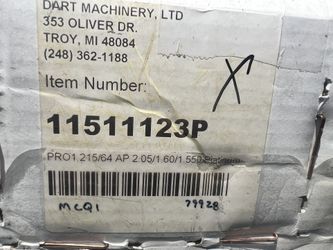 DART MACHINERY, LTD
353 OLIVER DR.
TROY, MI 48084
(248) 362-1188
Item Number:
X
11511123P
PRO1 215/64 AP 2.05/1.60/1.550 Platinum
MCQ1 79928